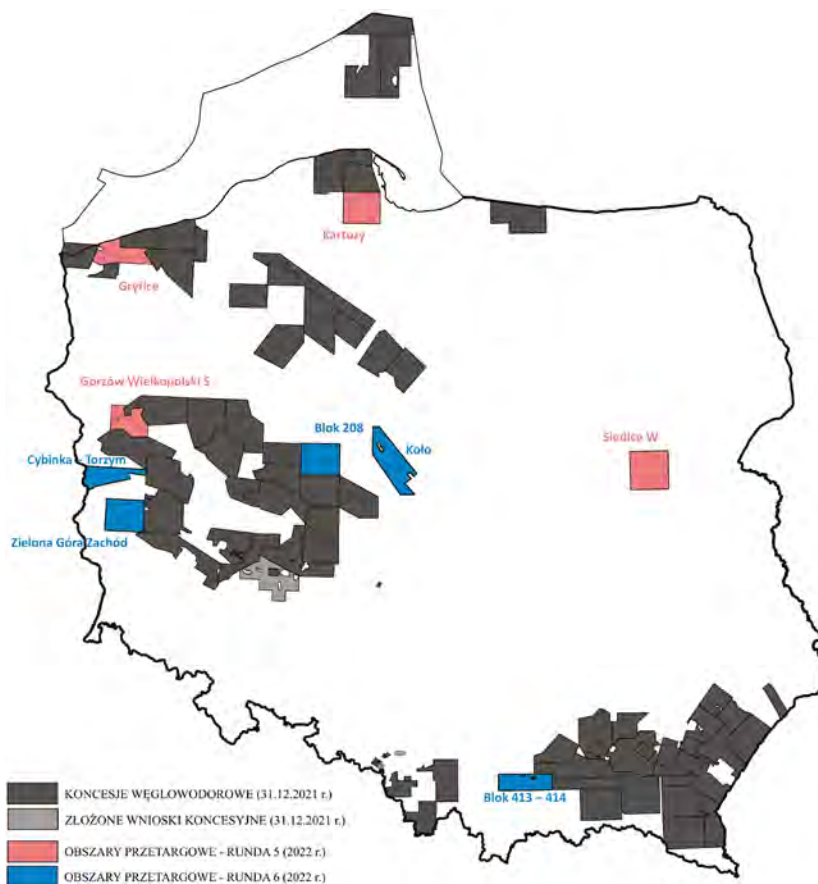 Kartuzy
Gryfice
Gorzów Wielkopolski S
Blok 208
Koło
Siedlce W
Cybinka - Torzym
Zielona Góra Zachód
Blok 413 – 414
KONCESJE WĘGLOWODOROWE (31.12.2021 r.)
ZŁOŻONE WNIOSKI KONCESYJNE (31.12.2021 r.)
OBSZARY PRZETARGOWE - RUNDA 5 (2022 r.)
OBSZARY PRZETARGOWE - RUNDA 6 (2022 r.)